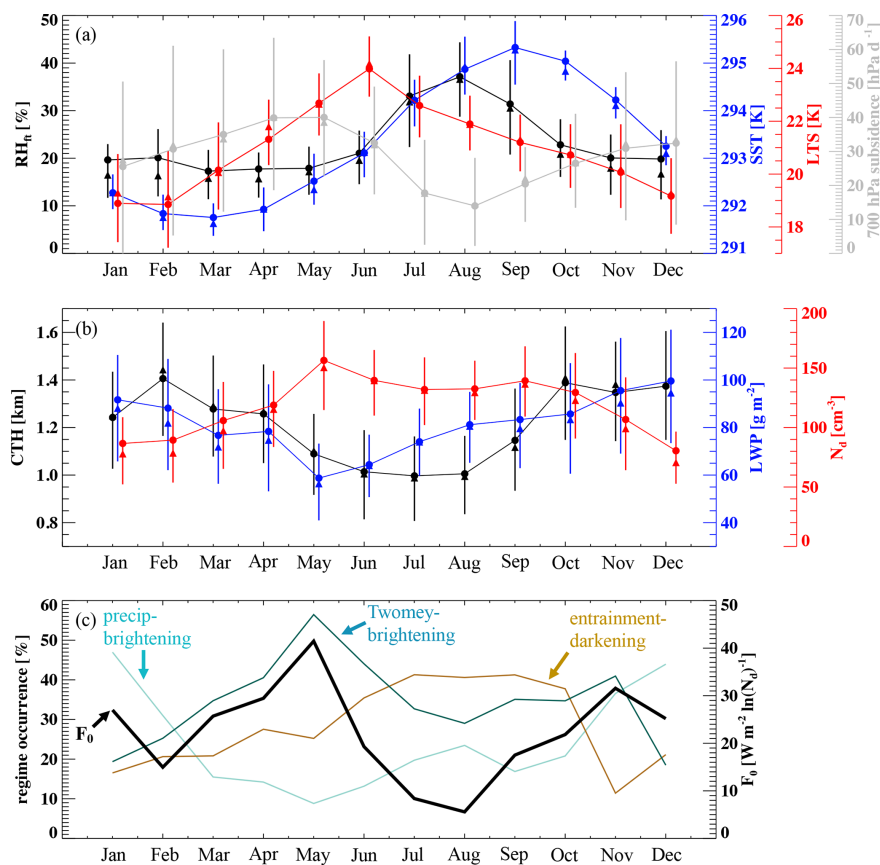 (a)
50
40
30
20
10
0
RH_ft [%]
296
295
294
293
292
291
SST [K]
26
24
22
20
18
LTS [K]
70
60
50
40
30
20
10
0
700 hPa subsidence [hPa d⁻¹]
Jan Feb Mar Apr May Jun Jul Aug Sep Oct Nov Dec
(b)
1.6
1.4
1.2
1.0
0.8
CTH [km]
120
100
80
60
40
LWP [g m⁻²]
200
150
100
50
0
N_d [cm⁻³]
Jan Feb Mar Apr May Jun Jul Aug Sep Oct Nov Dec
(c)
60
50
40
30
20
10
0
regime occurrence [%]
precip-
brightening
Twomey-
brightening
entrainment-
darkening
F₀
50
40
30
20
10
0
F₀ [W m⁻² ln(N_d)⁻¹]
Jan Feb Mar Apr May Jun Jul Aug Sep Oct Nov Dec